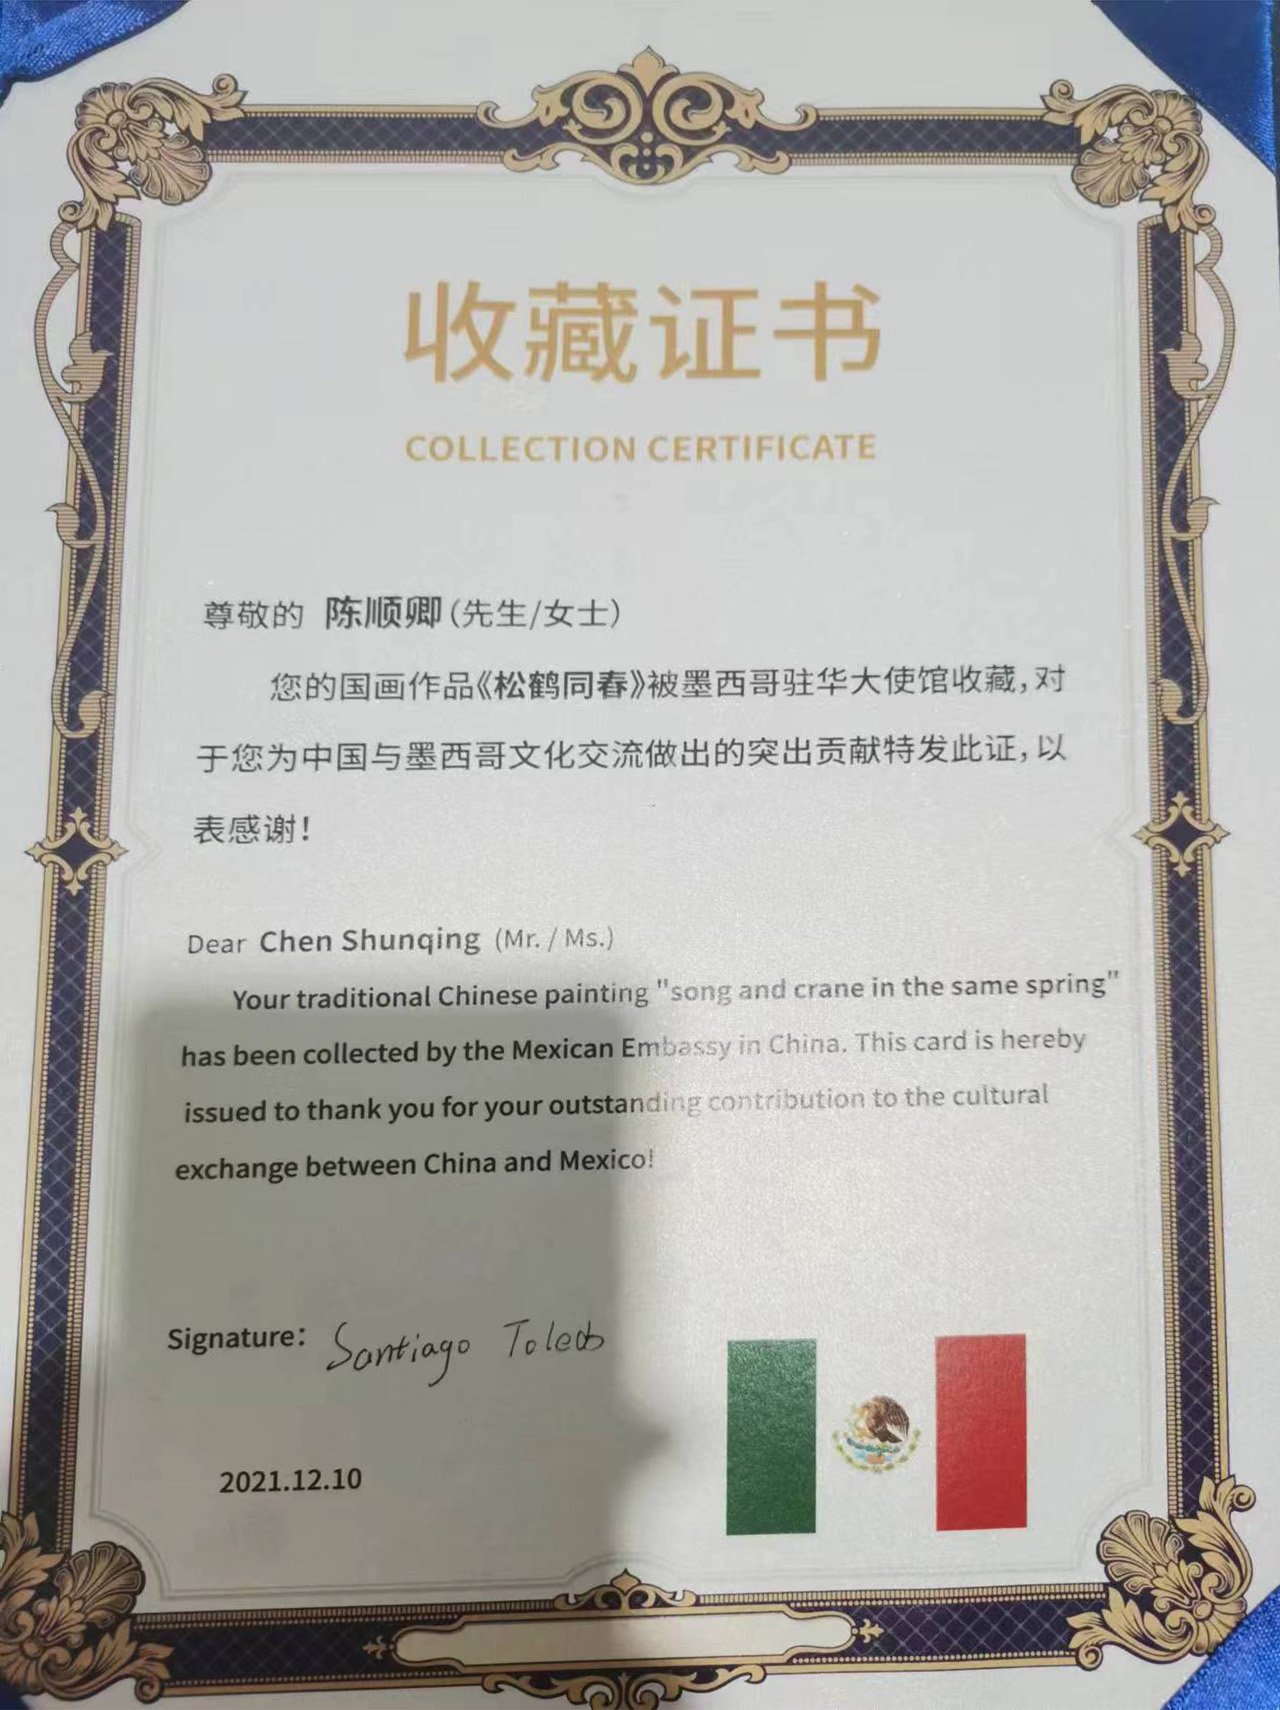 收藏证书
COLLECTION CERTIFICATE
尊敬的 陈顺卿(先生/女士)
您的国画作品《松鹤同春》被墨西哥驻华大使馆收藏,对
于您为中国与墨西哥文化交流做出的突出贡献特发此证,以
表感谢!
Dear Chen Shunqing (Mr. / Ms.)
Your traditional Chinese painting "song and crane in the same spring"
has been collected by the Mexican Embassy in China. This card is hereby
issued to thank you for your outstanding contribution to the cultural
exchange between China and Mexico!
Signature: Santiago Toledo
2021.12.10